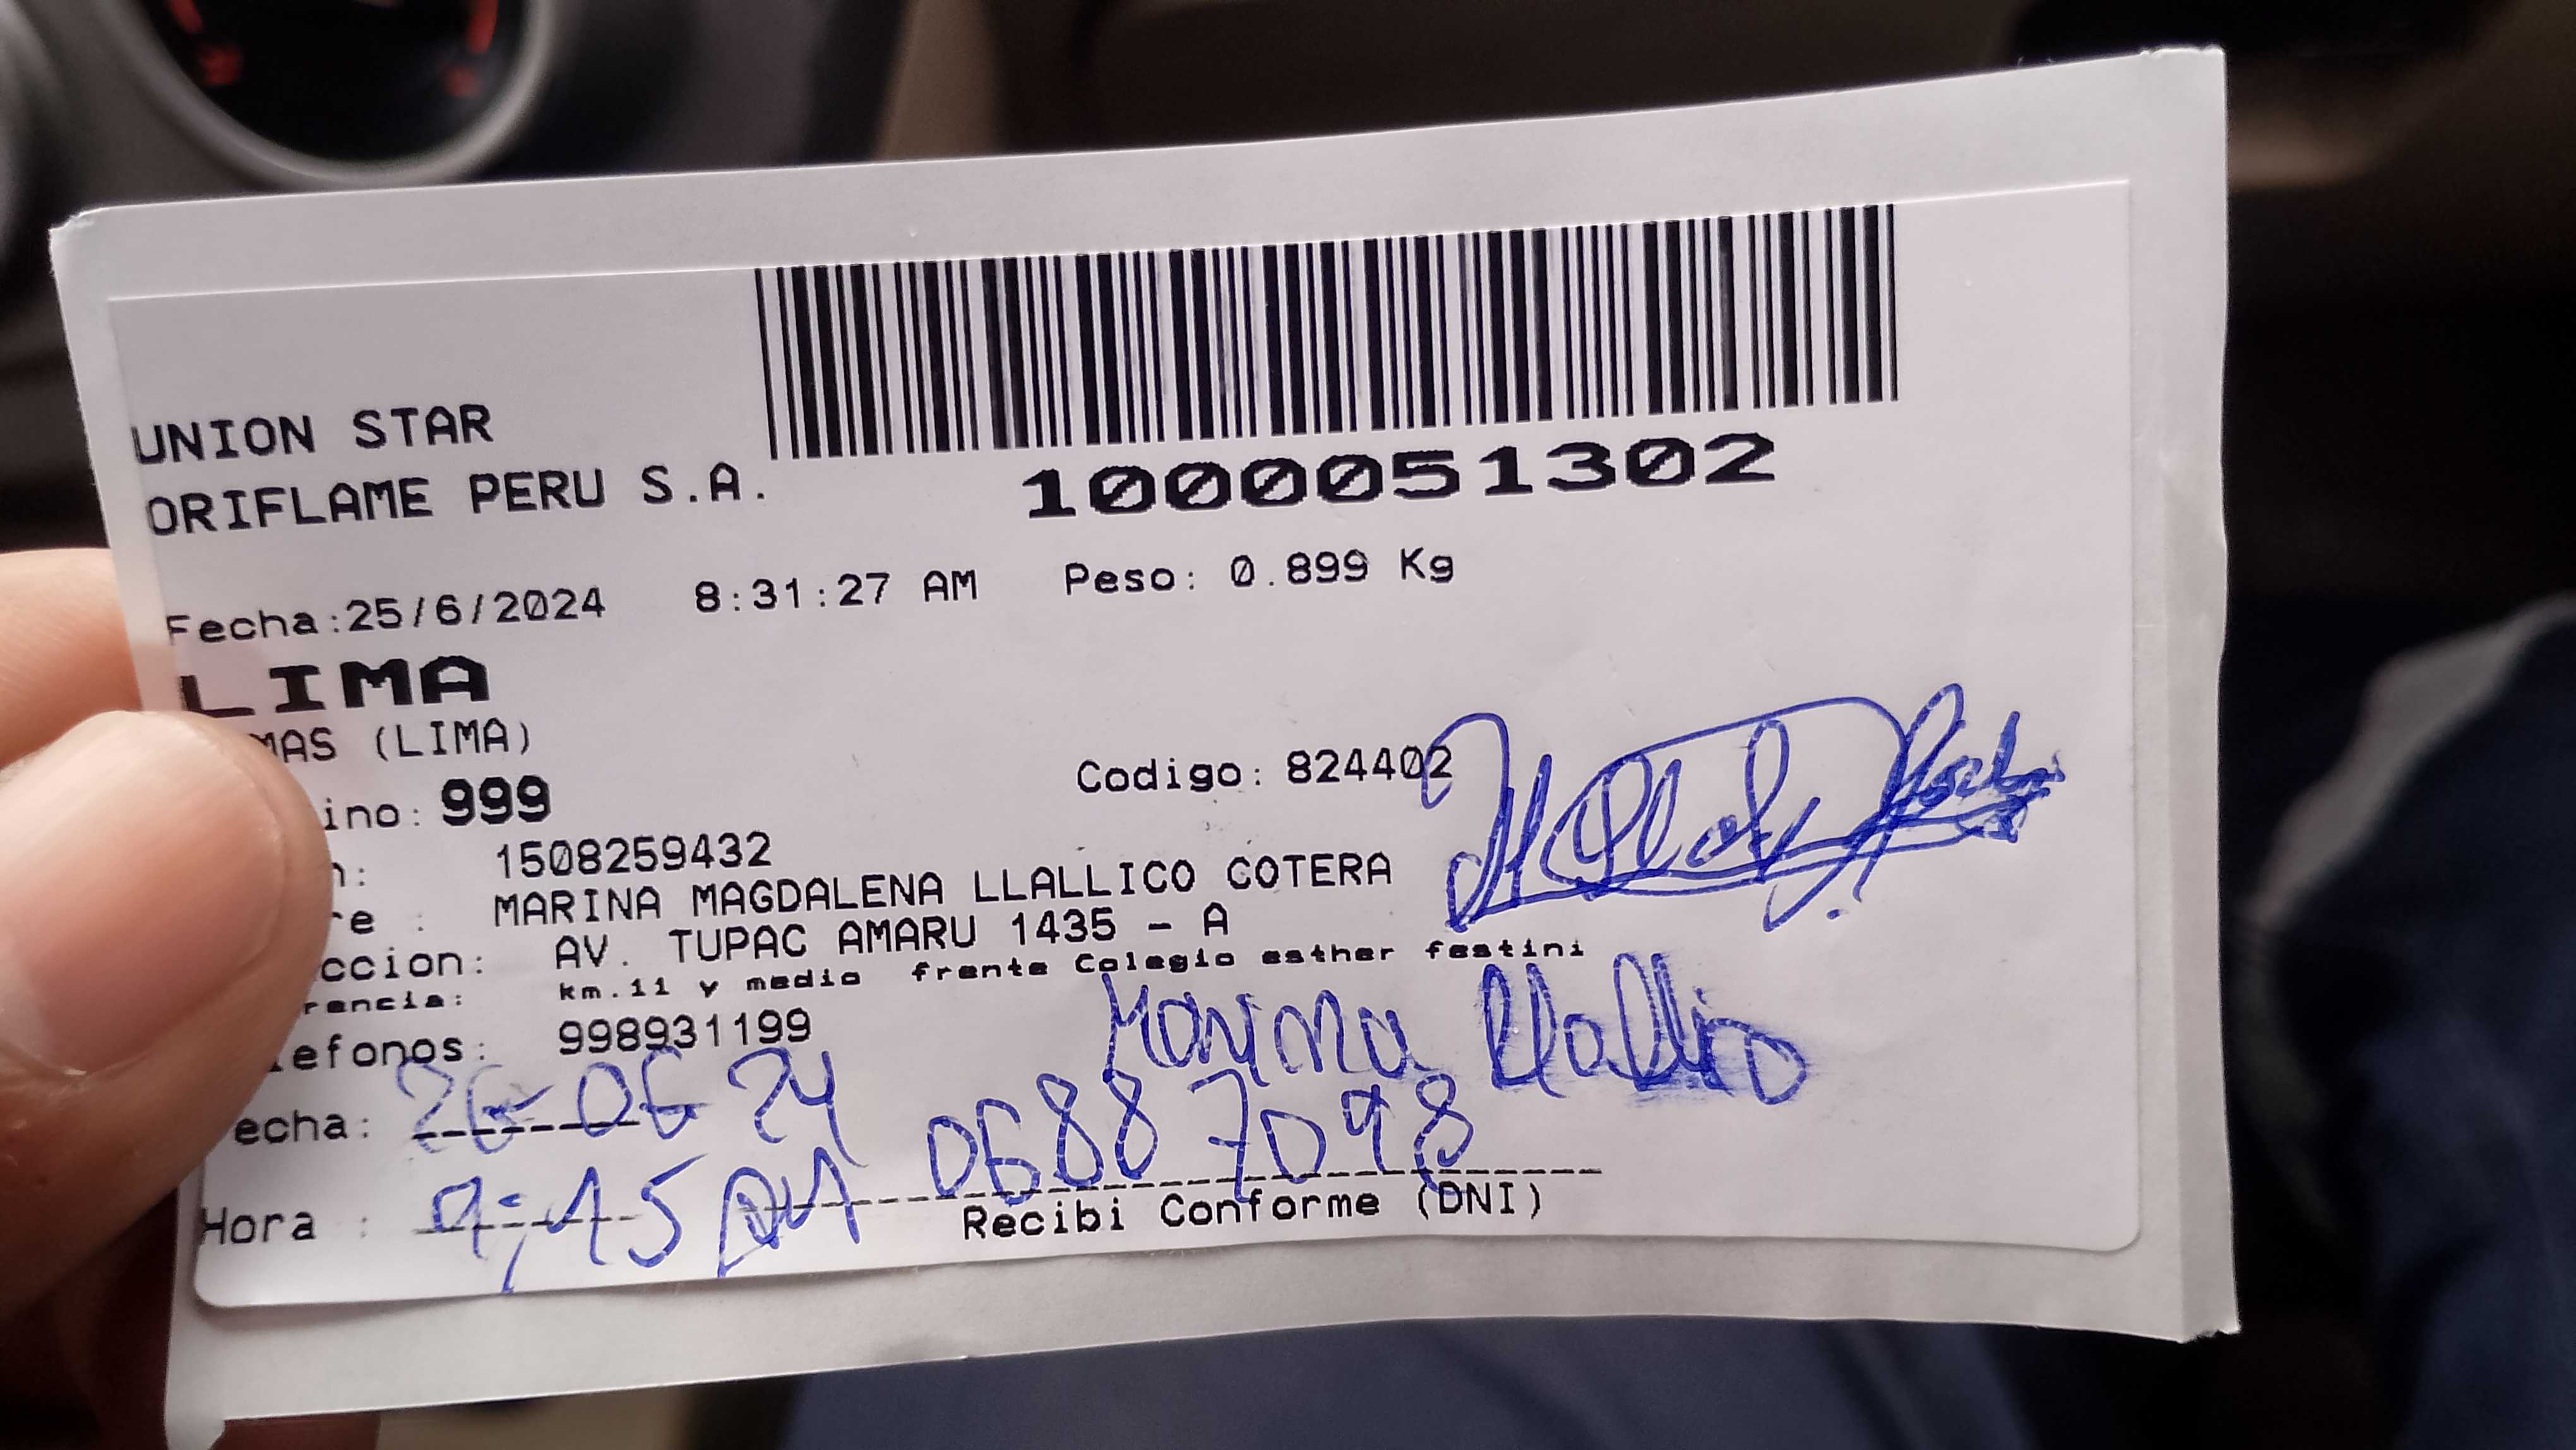 UNION STAR
ORIFLAME PERU S.A.
1000051302
Fecha:25/6/2024 8:31:27 AM Peso: 0.899 Kg
LIMA
MAS (LIMA)
ino: 999 Codigo: 824402
n: 1508259432
re : MARINA MAGDALENA LLALLICO COTERA
ccion: AV. TUPAC AMARU 1435 - A
rencia: km.11 y medio frente Colegio esther festini
lefonos: 998931199
Marina Llallico
echa: 26-06 24
06887098
Hora : 9:15 AM
Recibi Conforme (DNI)